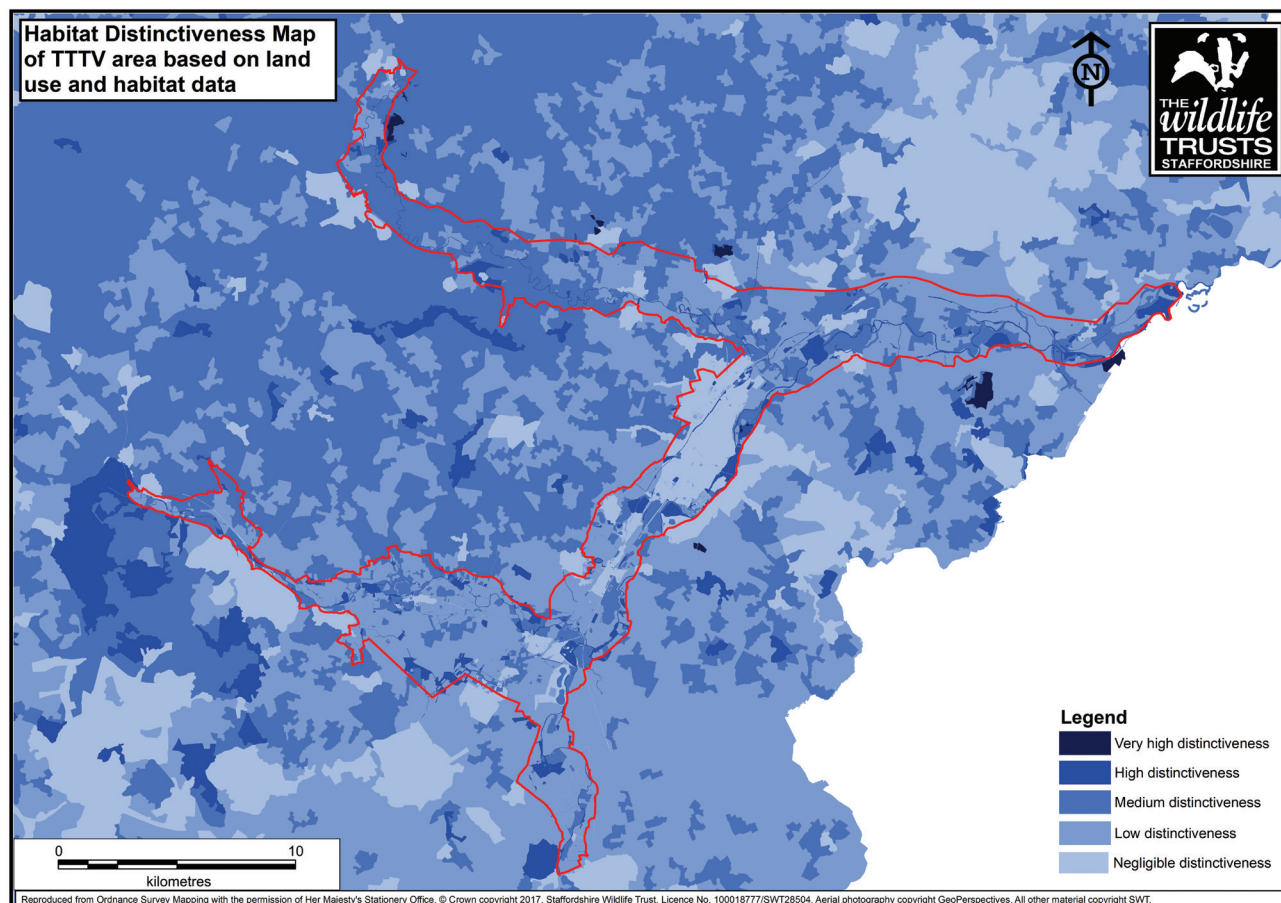 Habitat Distinctiveness Map
of TTTV area based on land
use and habitat data
N
THE
wildlife
TRUSTS
STAFFORDSHIRE
Legend
Very high distinctiveness
High distinctiveness
Medium distinctiveness
Low distinctiveness
Negligible distinctiveness
0 10
kilometres
Reproduced from Ordnance Survey Mapping with the permission of Her Majesty's Stationery Office. © Crown copyright 2017. Staffordshire Wildlife Trust. Licence No. 100018777/SWT28504. Aerial photography copyright GeoPerspectives. All other material copyright SWT.